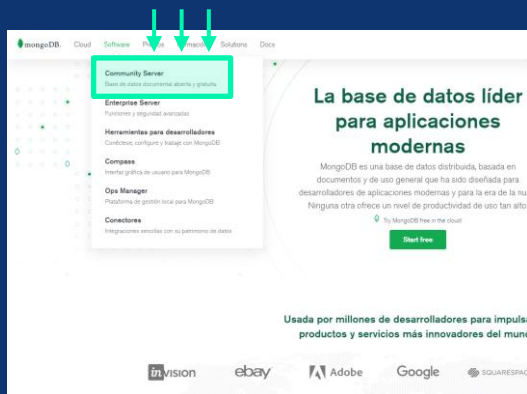 mongoDB. Cloud Software Solutions Docs
Community Server
Base de datos documental abierta y gratuita
Enterprise Server
Funciones y seguridad avanzadas
Herramientas para desarrolladores
Conéctese, configure y trabaje con MongoDB
Compass
Interfaz gráfica de usuario para MongoDB
Ops Manager
Plataforma de gestión local para MongoDB
Conectores
Integraciones sencillas con su patrimonio de datos
La base de datos líder
para aplicaciones
modernas
MongoDB es una base de datos distribuida, basada en
documentos y de uso general que ha sido diseñada para
desarrolladores de aplicaciones modernas y para la era de la nu
Ninguna otra ofrece un nivel de productividad de uso tan alto
Try MongoDB free in the cloud!
Start free
Usada por millones de desarrolladores para impulsa
productos y servicios más innovadores del mun
invision ebay Adobe Google SQUARESPAC